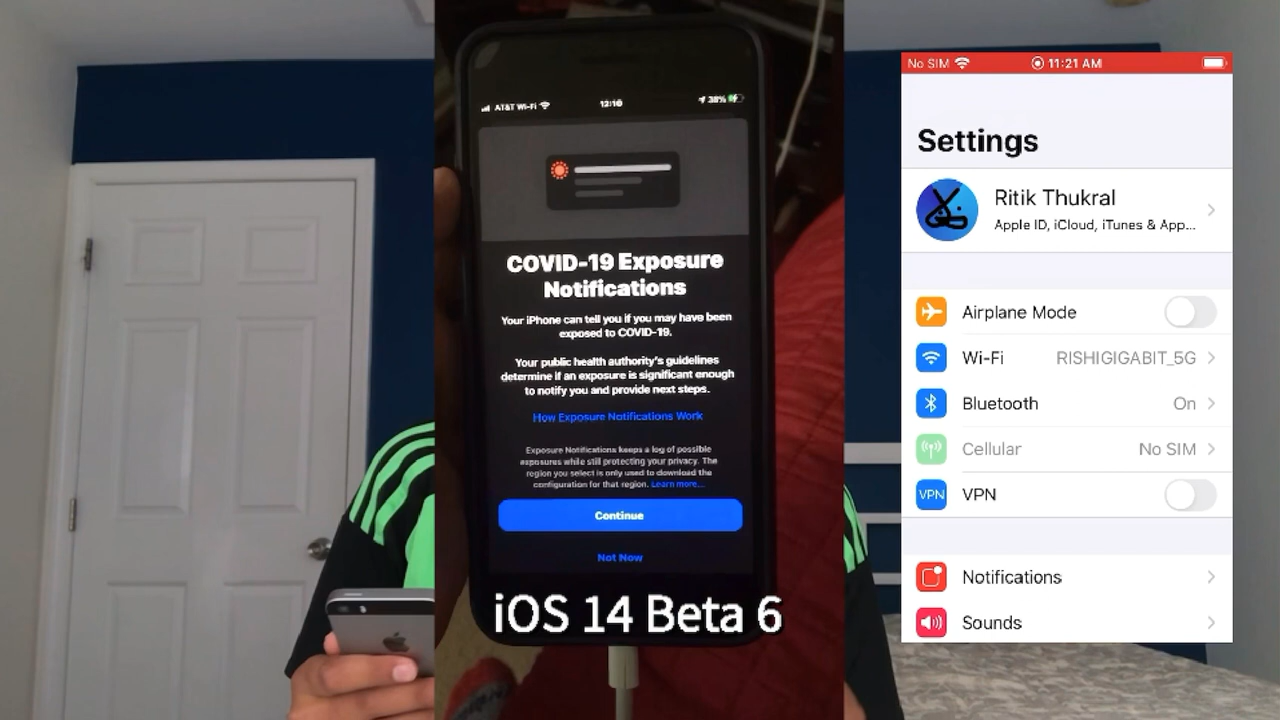 AT&T Wi-Fi 12:10 38%
COVID-19 Exposure
Notifications
Your iPhone can tell you if you may have been
exposed to COVID-19.
Your public health authority's guidelines
determine if an exposure is significant enough
to notify you and provide next steps.
How Exposure Notifications Work
Exposure Notifications keeps a log of possible
exposures while still protecting your privacy. The
region you select is only used to download the
configuration for that region. Learn more...
Continue
Not Now
iOS 14 Beta 6
No SIM 11:21 AM
Settings
Ritik Thukral
Apple ID, iCloud, iTunes & App...
Airplane Mode
Wi-Fi RISHIGIGABIT_5G
Bluetooth On
Cellular No SIM
VPN VPN
Notifications
Sounds